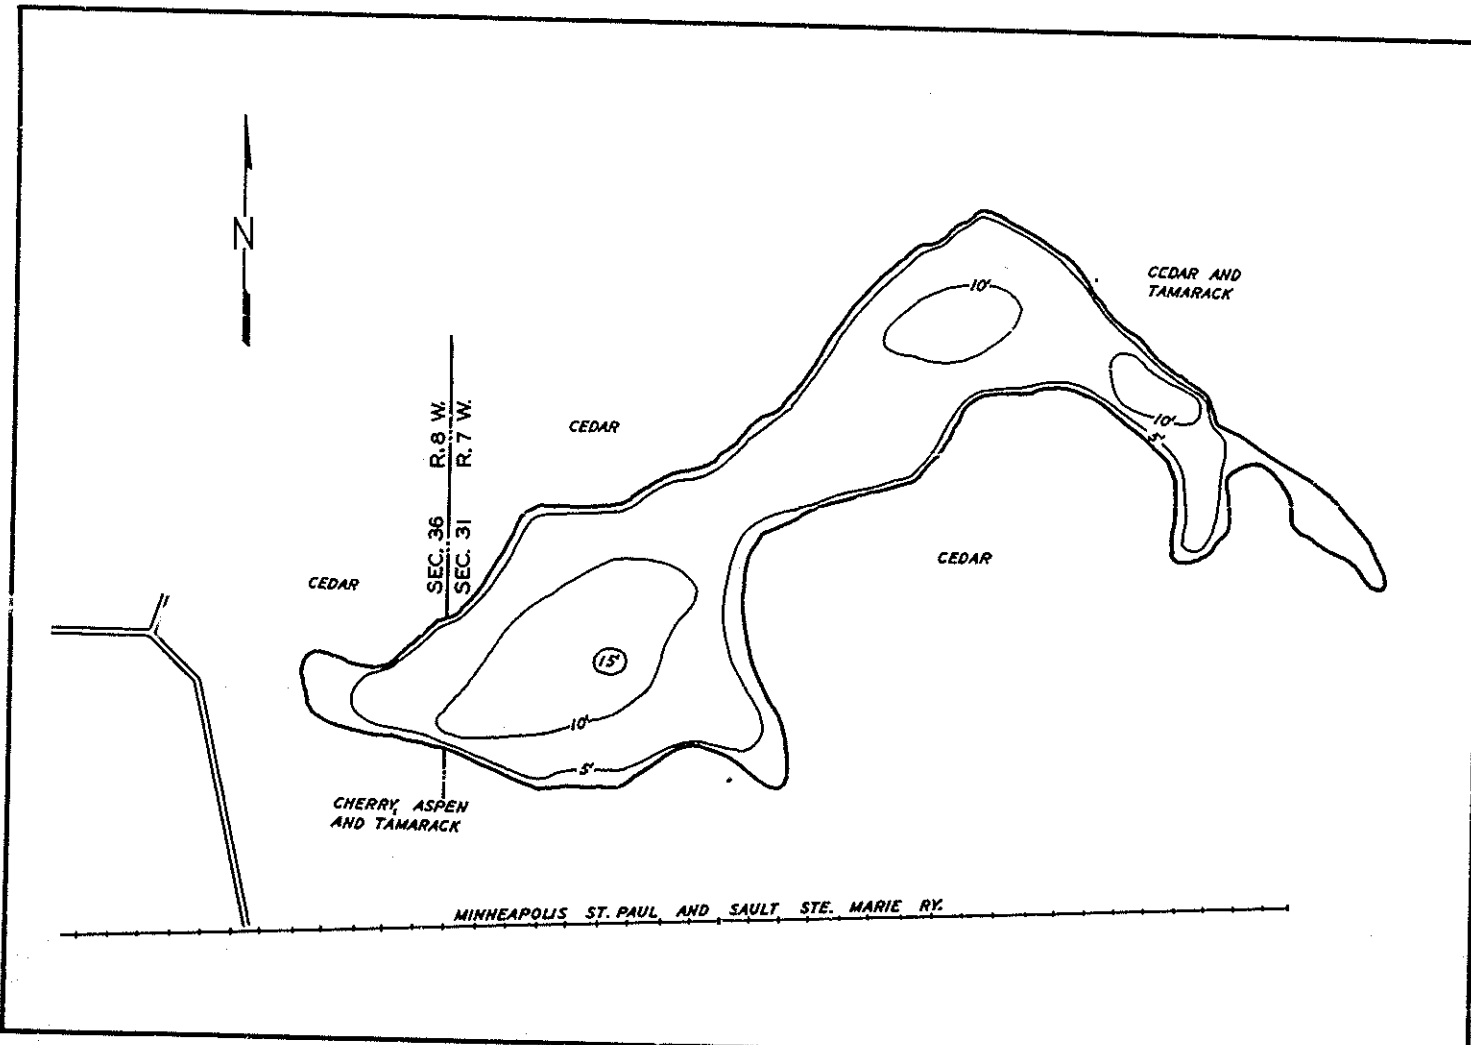 N
CEDAR AND
TAMARACK
10'
R. 8 W.
R. 7 W.
CEDAR
10'
5'
SEC. 36
SEC. 31
CEDAR
CEDAR
15'
10'
5'
CHERRY, ASPEN
AND TAMARACK
MINNEAPOLIS ST. PAUL AND SAULT STE. MARIE RY.